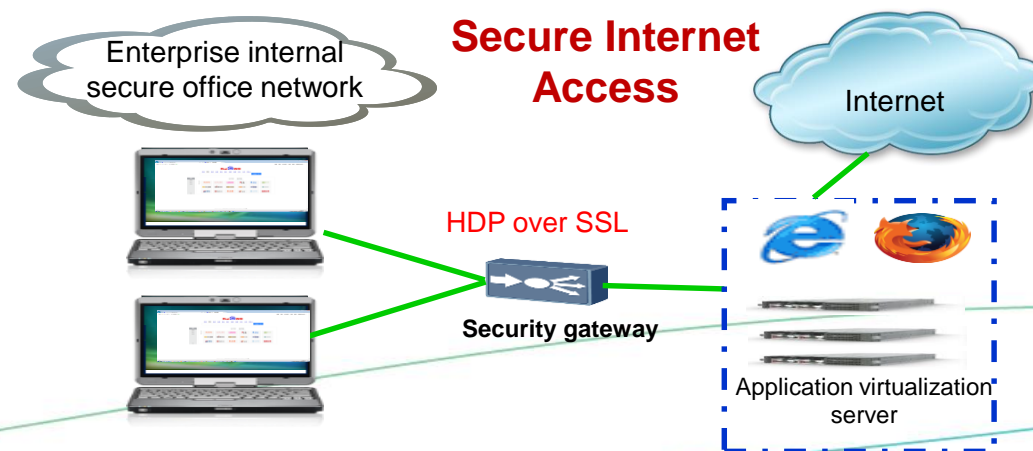 Enterprise internal
secure office network
Secure Internet
Access
Internet
HDP over SSL
Security gateway
Application virtualization
server